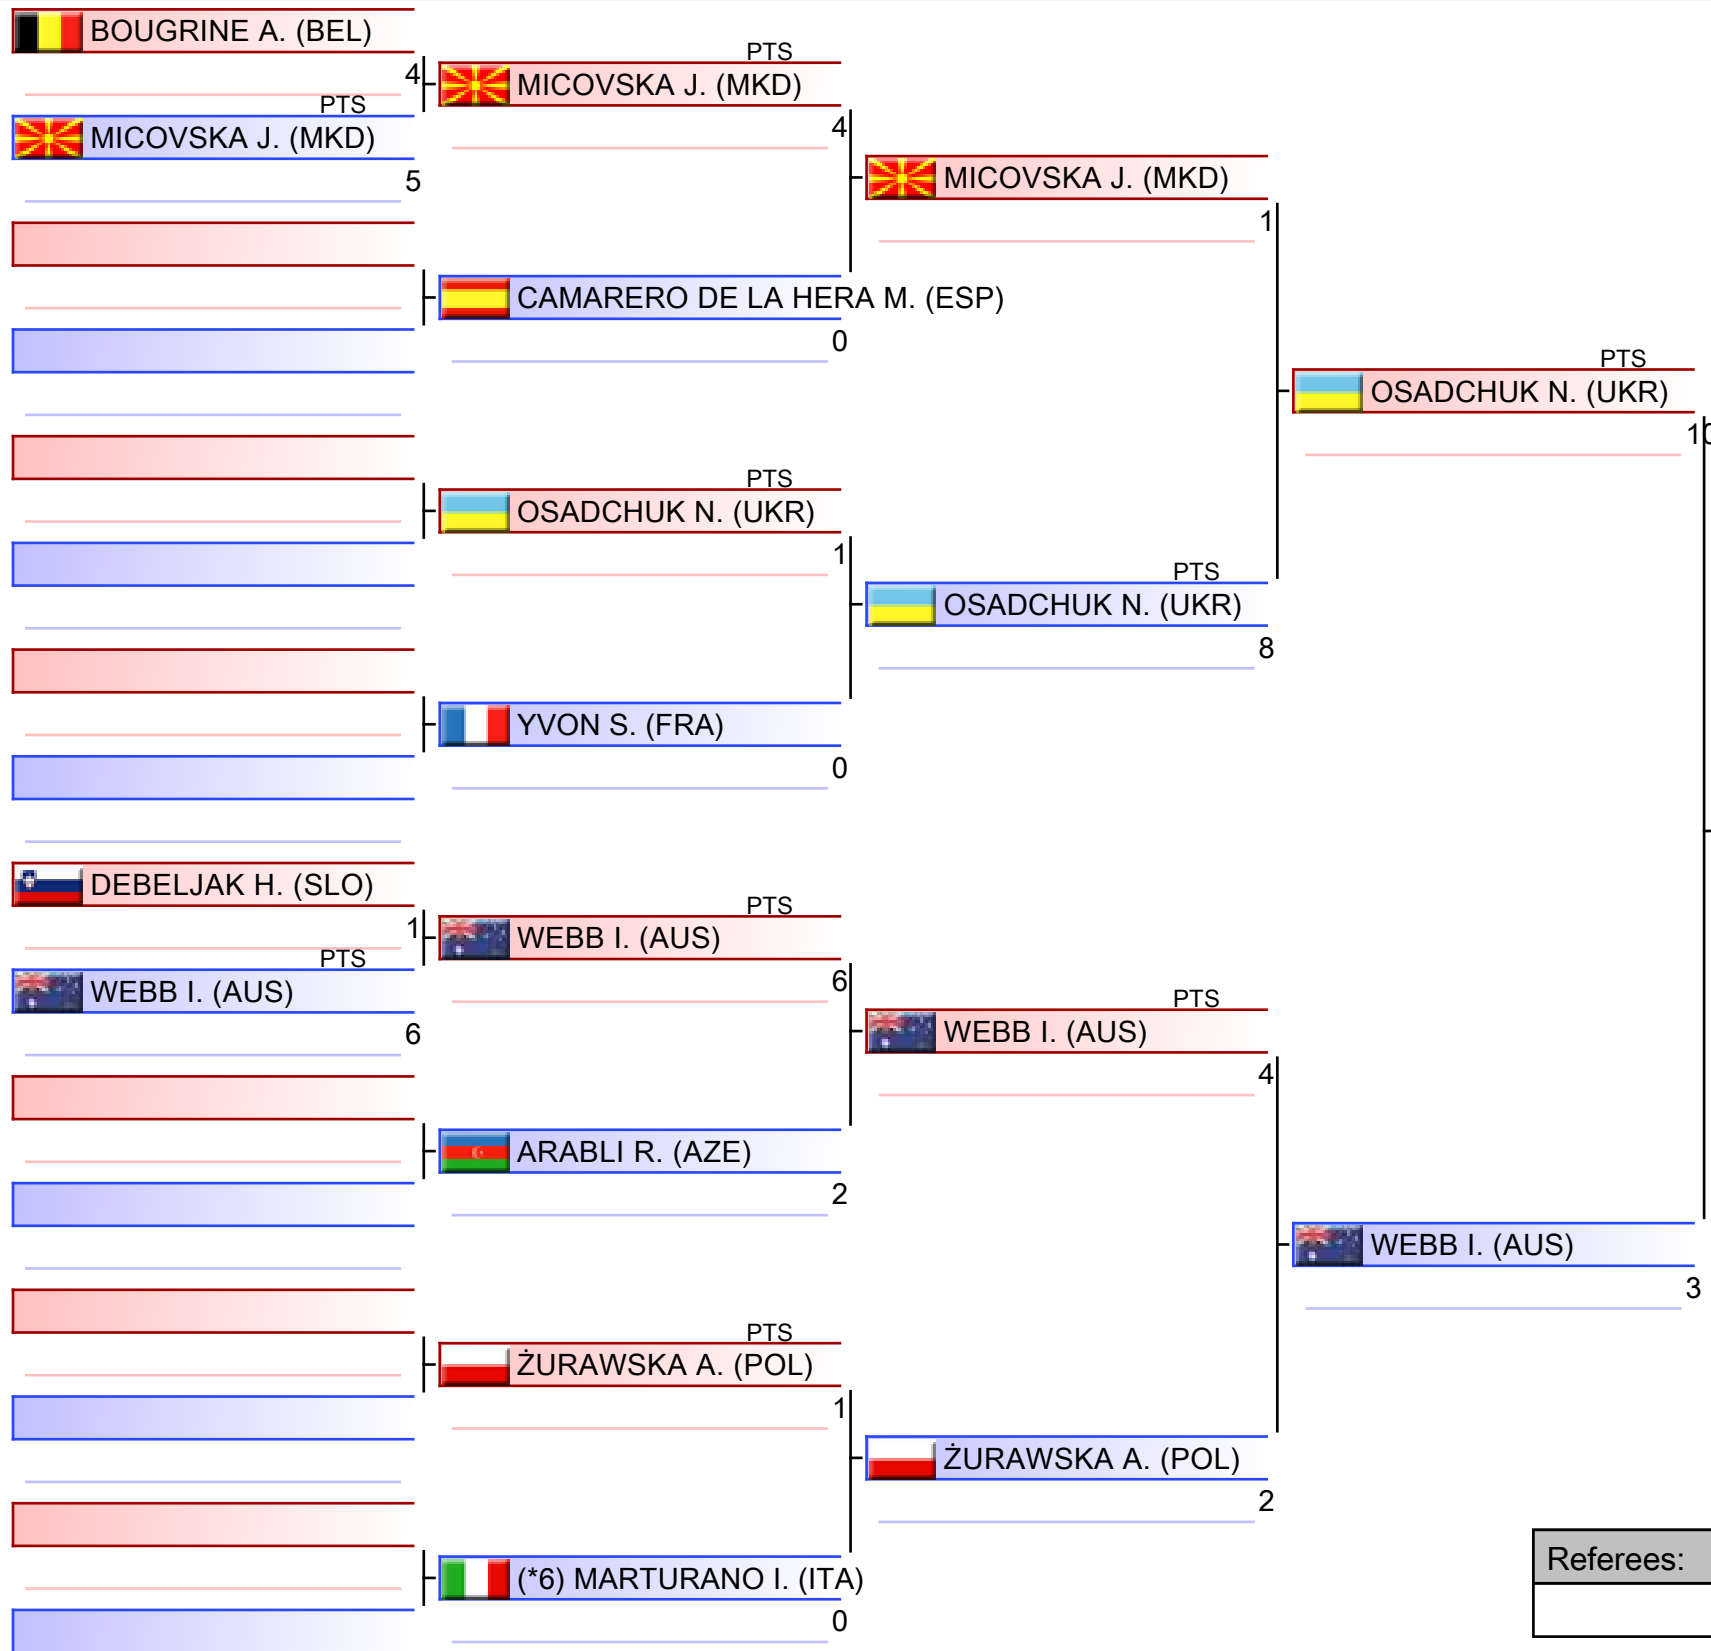 BOUGRINE A. (BEL)
4
PTS
MICOVSKA J. (MKD)
5
DEBELJAK H. (SLO)
1
PTS
WEBB I. (AUS)
6
PTS
MICOVSKA J. (MKD)
4
CAMARERO DE LA HERA M. (ESP)
0
PTS
OSADCHUK N. (UKR)
1
YVON S. (FRA)
0
PTS
WEBB I. (AUS)
6
ARABLI R. (AZE)
2
PTS
ŻURAWSKA A. (POL)
1
(*6) MARTURANO I. (ITA)
0
MICOVSKA J. (MKD)
1
PTS
OSADCHUK N. (UKR)
8
PTS
WEBB I. (AUS)
4
ŻURAWSKA A. (POL)
2
PTS
OSADCHUK N. (UKR)
10
WEBB I. (AUS)
3
Referees: